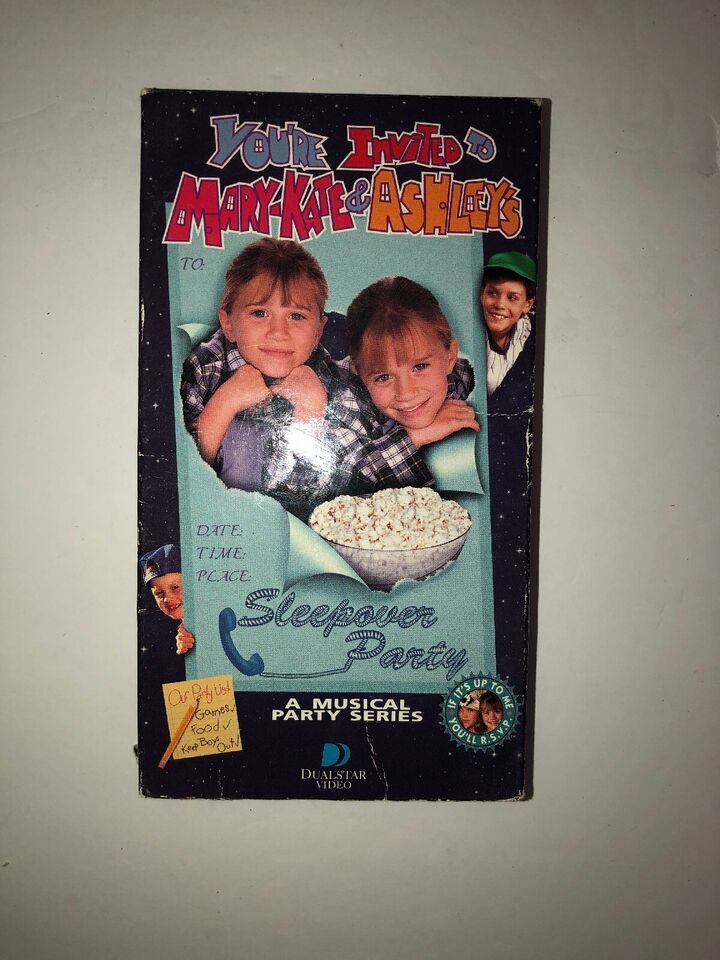 YOU'RE INVITED TO
MARY-KATE & ASHLEY'S
TM
TO:
DATE:
TIME:
PLACE:
Sleepover
Party
Our Party List
Games ✓
Food ✓
Keep Boys
Out ✓
A MUSICAL
PARTY SERIES
IF IT'S UP TO ME
YOU'LL R.S.V.P.
DUALSTAR
VIDEO